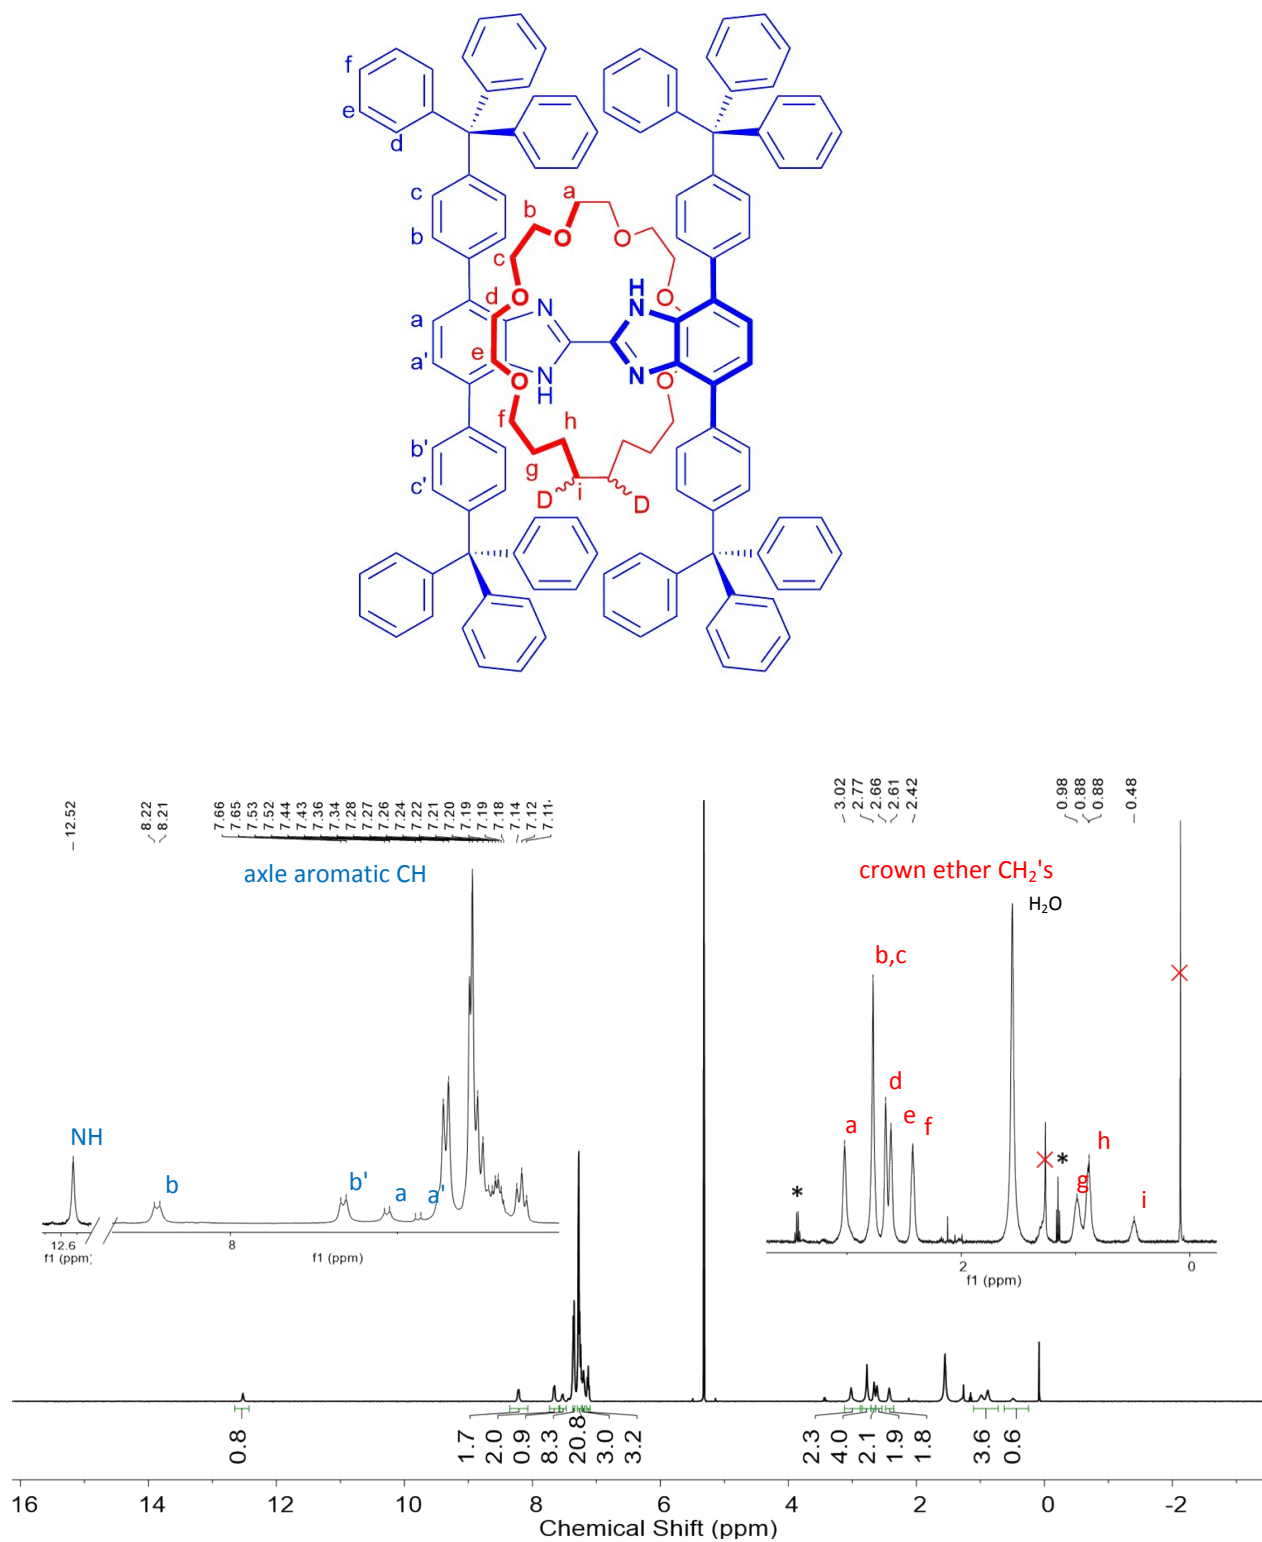 f
e
d
c
b
a
a'
b'
c'
a
b
O
O
c
H
N
d
O
O
N
N
e
O
O
N
N
H
f
h
g
D
i
D
12.52
8.22
8.21
7.66
7.65
7.53
7.52
7.44
7.43
7.36
7.34
7.28
7.27
7.26
7.24
7.22
7.21
7.20
7.19
7.19
7.18
7.14
7.12
7.11
3.02
2.77
2.66
2.61
2.42
0.98
0.88
0.88
0.48
axle aromatic CH
crown ether CH₂'s
H₂O
b,c
d
e
f
a
*
*
g
h
i
NH
b
b'
a
a'
12.6
f1 (ppm)
8
f1 (ppm)
2
0
f1 (ppm)
0.8
1.7
2.0
0.9
8.3
20.8
3.0
3.2
2.3
4.0
2.1
1.9
1.8
3.6
0.6
16 14 12 10 8 6 4 2 0 -2
Chemical Shift (ppm)